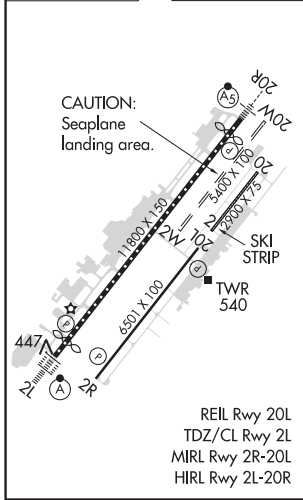 20R
A5
CAUTION:
Seaplane
landing area.
20W
P
5400 X 100
20
11800 X 150
2W
20L
2
12900 X 75
SKI
STRIP
P
TWR
540
6501 X 100
447
P
P
2L
A
2R
REIL Rwy 20L
TDZ/CL Rwy 2L
MIRL Rwy 2R-20L
HIRL Rwy 2L-20R